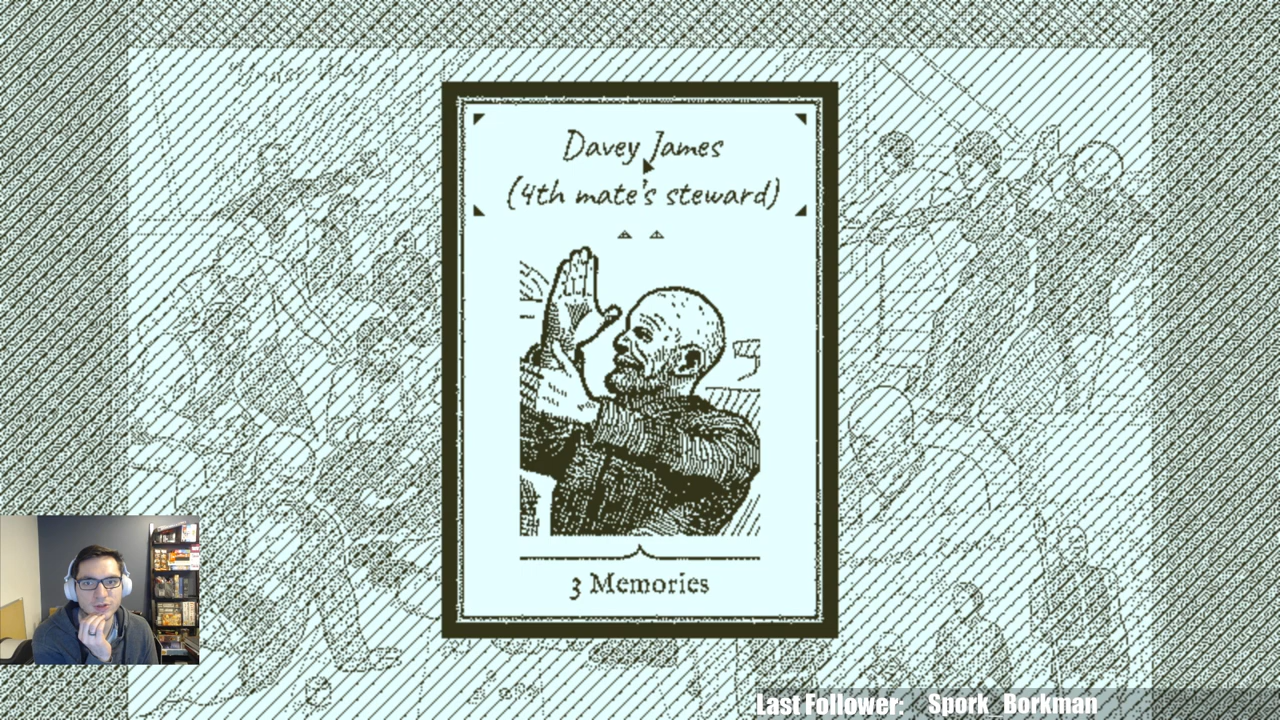 Davey James
(4th mate's steward)
3 Memories
Last Follower: Spork_Borkman